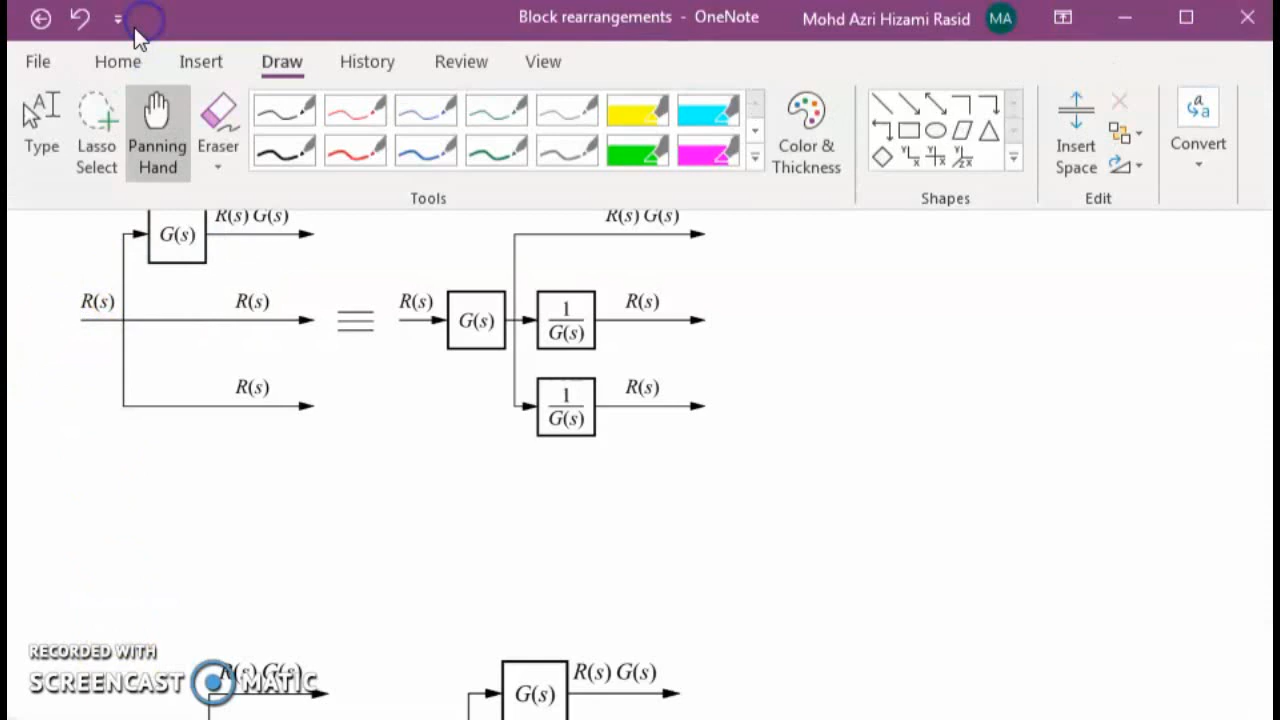 Block rearrangements - OneNote
Mohd Azri Hizami Rasid MA
File Home Insert Draw History Review View
Type
Lasso Select
Panning Hand
Eraser
Color & Thickness
Insert Space
Convert
Tools
Shapes
Edit
R(s) G(s)
G(s)
R(s)
R(s)
R(s)
R(s) G(s)
R(s)
G(s)
1
G(s)
R(s)
1
G(s)
R(s)
RECORDED WITH
SCREENCAST MATIC
R(s) G(s)
G(s)
R(s) G(s)